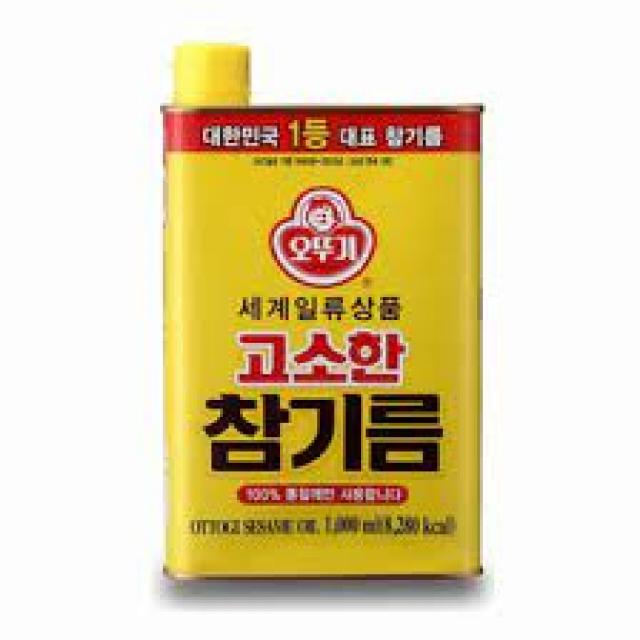 대한민국 1등 대표 참기름
오뚜기
®
세계일류상품
고소한
참기름
100% 통참깨만 사용합니다
OTTOGI SESAME OIL 1,000 ml(8,280 kcal)